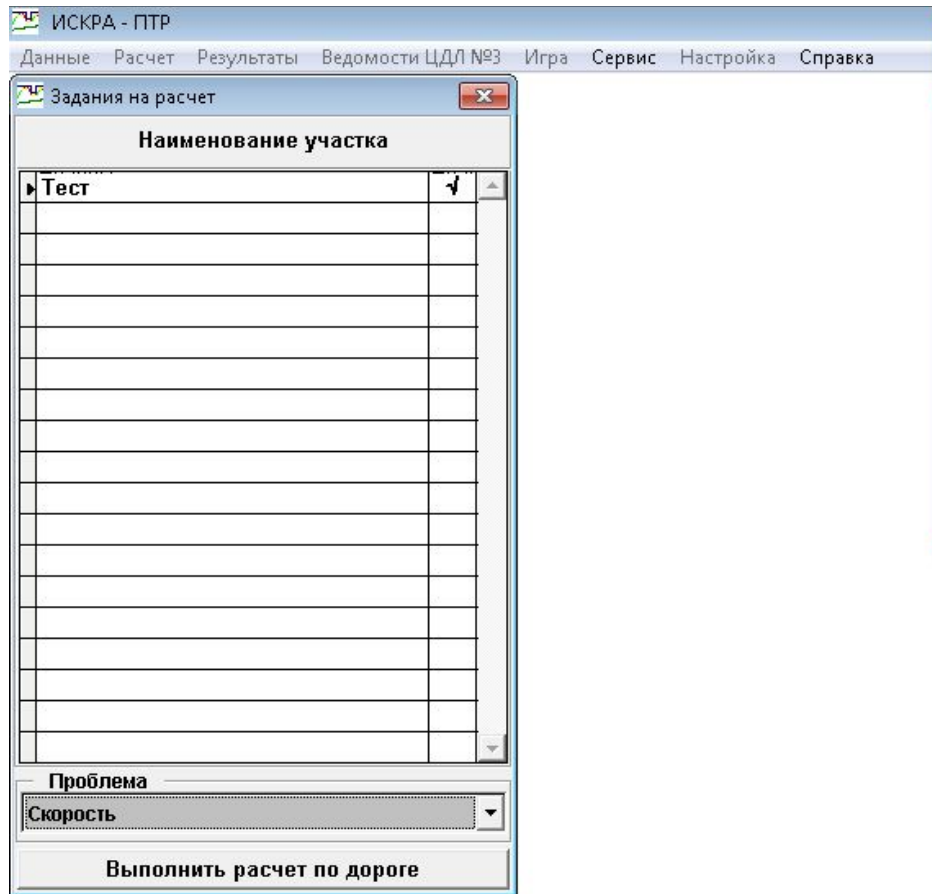 ИСКРА - ПТР
Данные Расчет Результаты Ведомости ЦДЛ №3 Игра Сервис Настройка Справка
Задания на расчет
Наименование участка
Тест √
Проблема
Скорость
Выполнить расчет по дороге